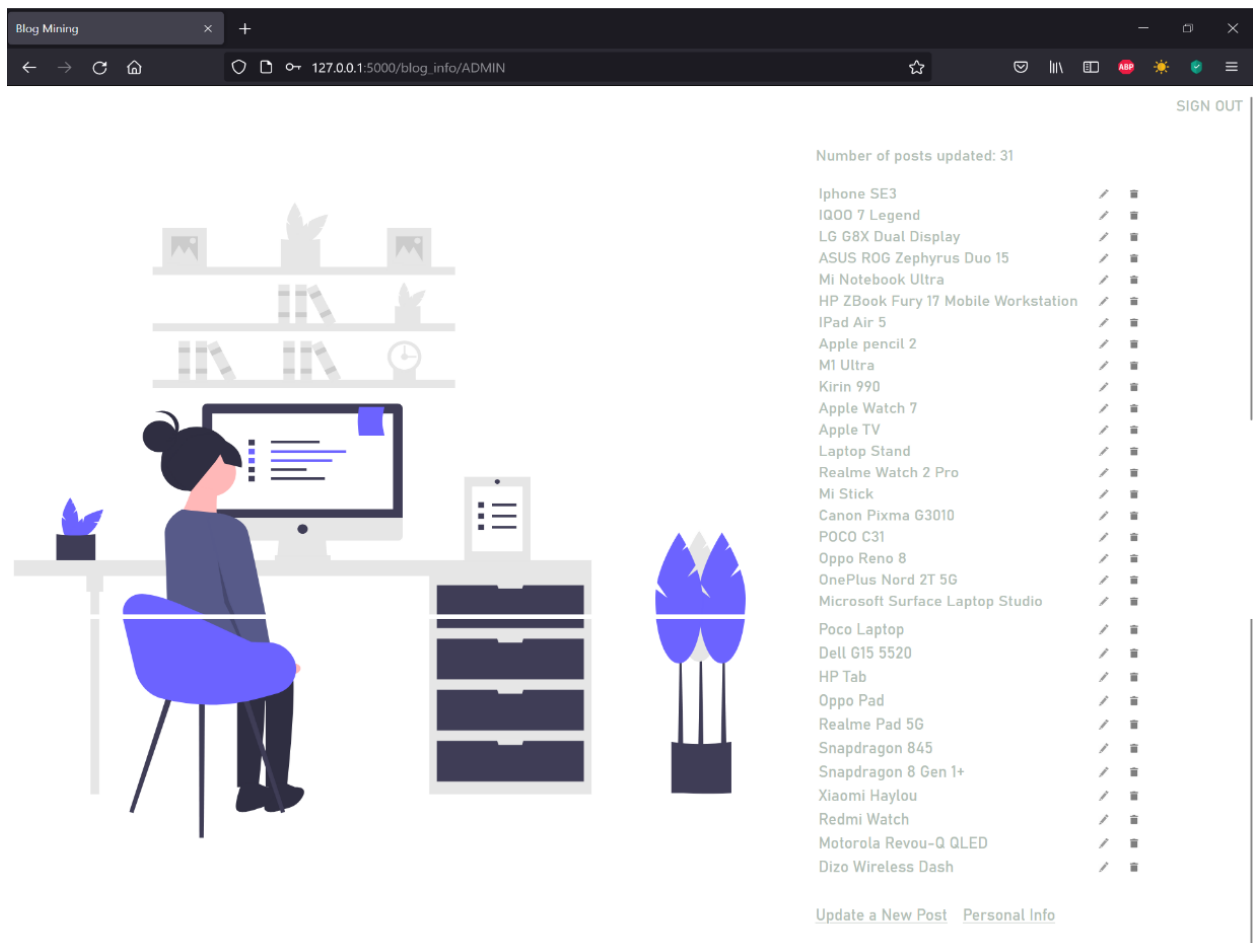 Blog Mining
127.0.0.1:5000/blog_info/ADMIN
ABP
SIGN OUT
Number of posts updated: 31
Iphone SE3
IQOO 7 Legend
LG G8X Dual Display
ASUS ROG Zephyrus Duo 15
Mi Notebook Ultra
HP ZBook Fury 17 Mobile Workstation
IPad Air 5
Apple pencil 2
M1 Ultra
Kirin 990
Apple Watch 7
Apple TV
Laptop Stand
Realme Watch 2 Pro
Mi Stick
Canon Pixma G3010
POCO C31
Oppo Reno 8
OnePlus Nord 2T 5G
Microsoft Surface Laptop Studio
Poco Laptop
Dell G15 5520
HP Tab
Oppo Pad
Realme Pad 5G
Snapdragon 845
Snapdragon 8 Gen 1+
Xiaomi Haylou
Redmi Watch
Motorola Revou-Q QLED
Dizo Wireless Dash
Update a New Post Personal Info